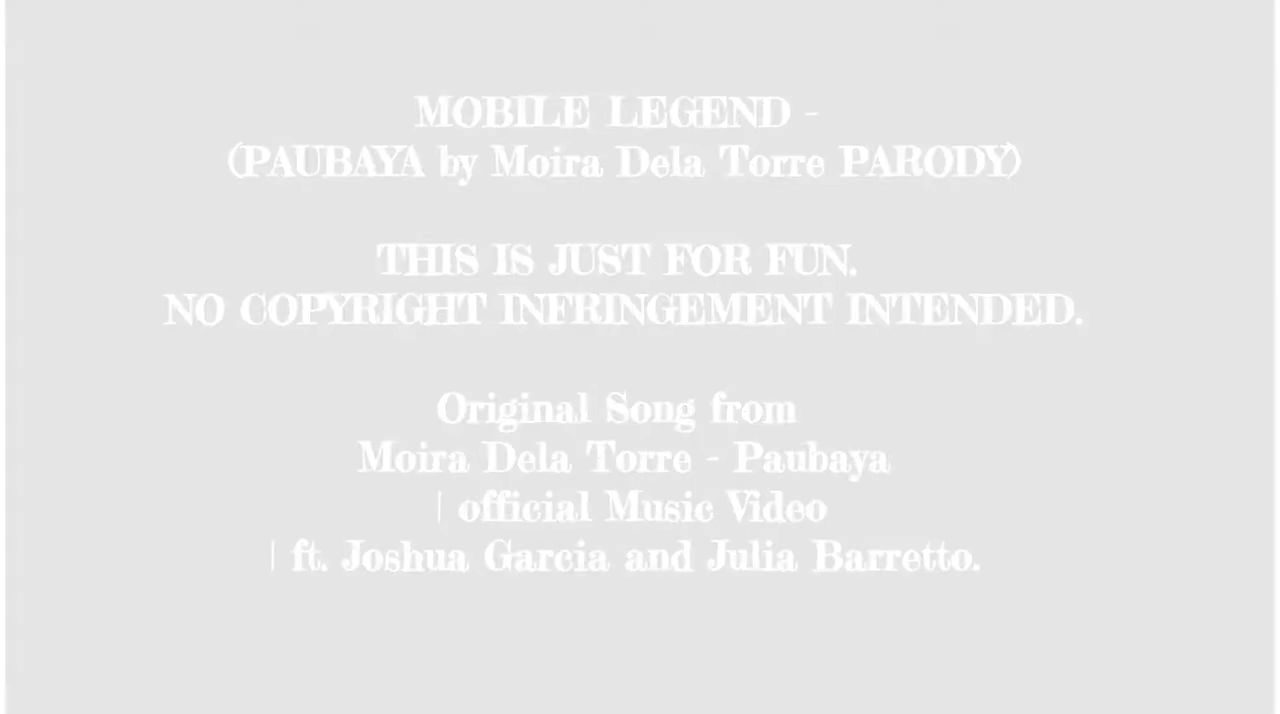 MOBILE LEGEND -
(PAUBAYA by Moira Dela Torre PARODY)
THIS IS JUST FOR FUN.
NO COPYRIGHT INFRINGEMENT INTENDED.
Original Song from
Moira Dela Torre - Paubaya
| official Music Video
| ft. Joshua Garcia and Julia Barretto.